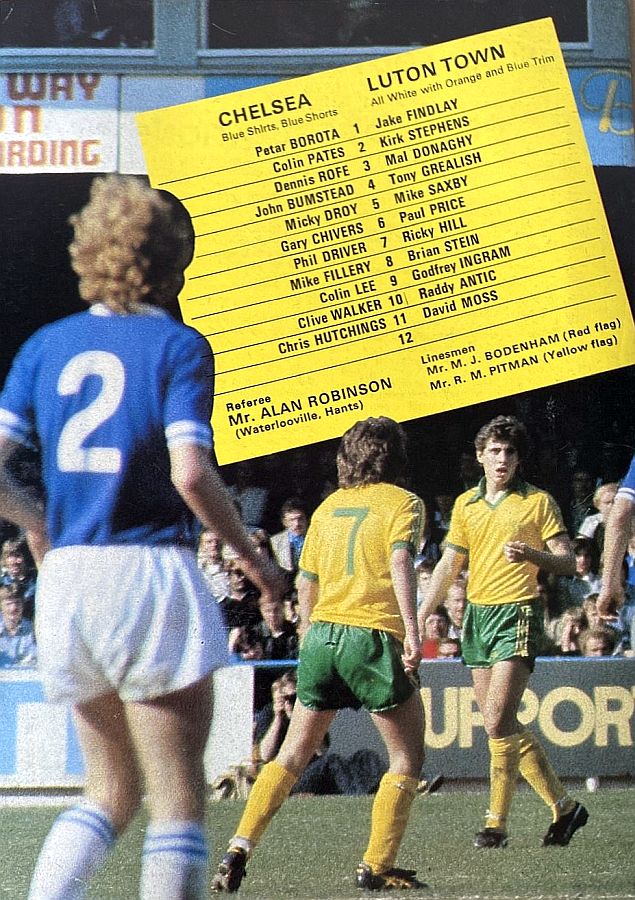 WAY
ARDING
CHELSEA
Blue Shirts, Blue Shorts
LUTON TOWN
All White with Orange and Blue Trim
Petar BOROTA 1 Jake FINDLAY
Colin PATES 2 Kirk STEPHENS
Dennis ROFE 3 Mal DONAGHY
John BUMSTEAD 4 Tony GREALISH
Micky DROY 5 Mike SAXBY
Gary CHIVERS 6 Paul PRICE
Phil DRIVER 7 Ricky HILL
Mike FILLERY 8 Brian STEIN
Colin LEE 9 Godfrey INGRAM
Clive WALKER 10 Raddy ANTIC
Chris HUTCHINGS 11 David MOSS
12
Referee
Mr. ALAN ROBINSON
(Waterlooville, Hants)
Linesmen
Mr. M. J. BODENHAM (Red flag)
Mr. R. M. PITMAN (Yellow flag)
2
7
UPPOR